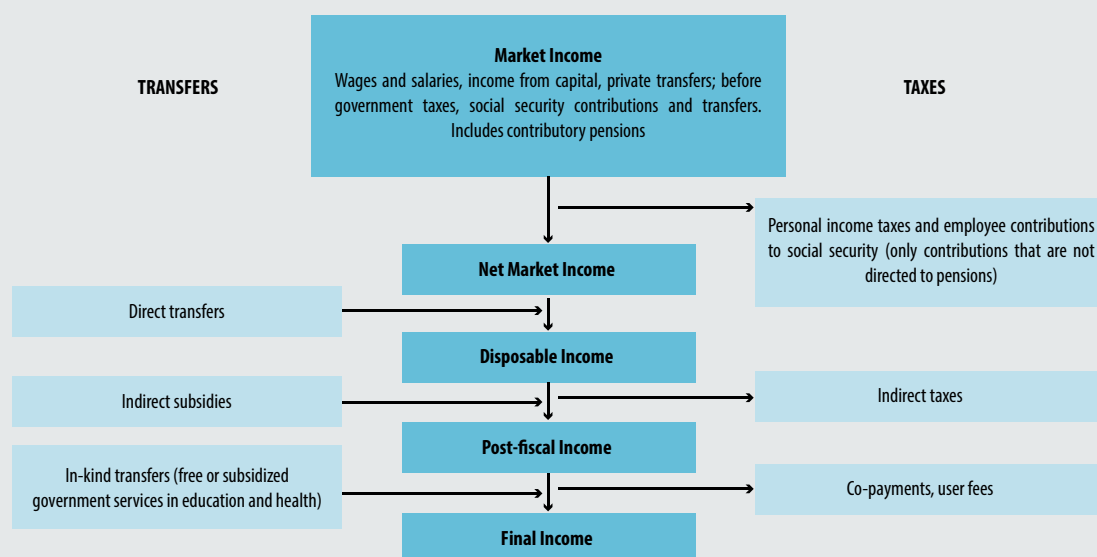 TRANSFERS
Market Income
Wages and salaries, income from capital, private transfers; before
government taxes, social security contributions and transfers.
Includes contributory pensions
TAXES
Personal income taxes and employee contributions
to social security (only contributions that are not
directed to pensions)
Net Market Income
Direct transfers
Disposable Income
Indirect subsidies
Indirect taxes
Post-fiscal Income
In-kind transfers (free or subsidized
government services in education and health)
Co-payments, user fees
Final Income